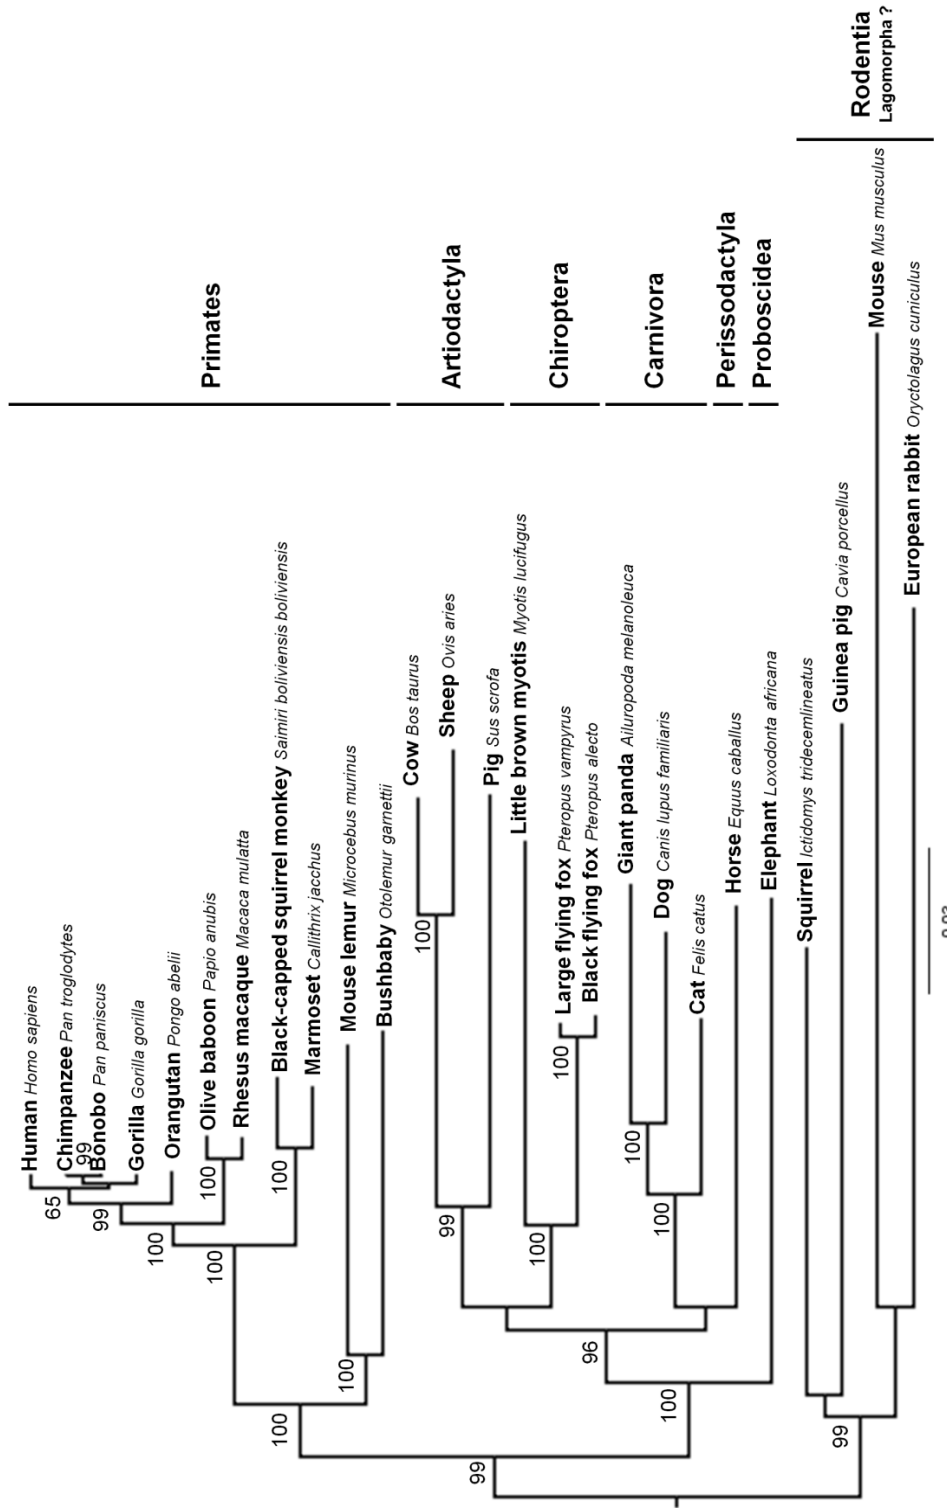 Human Homo sapiens
Chimpanzee Pan troglodytes
99
Bonobo Pan paniscus
Gorilla Gorilla gorilla
65
Orangutan Pongo abelii
99
Olive baboon Papio anubis
100
Rhesus macaque Macaca mulatta
100
Black-capped squirrel monkey Saimiri boliviensis boliviensis
100
Marmoset Callithrix jacchus
100
Mouse lemur Microcebus murinus
100
Bushbaby Otolemur garnettii
100
Primates
Cow Bos taurus
100
Sheep Ovis aries
99
Pig Sus scrofa
Artiodactyla
Little brown myotis Myotis lucifugus
100
Large flying fox Pteropus vampyrus
100
Black flying fox Pteropus alecto
Chiroptera
96
Giant panda Ailuropoda melanoleuca
100
Dog Canis lupus familiaris
100
Cat Felis catus
Carnivora
Horse Equus caballus
Perissodactyla
100
Elephant Loxodonta africana
Proboscidea
99
Squirrel Ictidomys tridecemlineatus
Guinea pig Cavia porcellus
99
Mouse Mus musculus
European rabbit Oryctolagus cuniculus
Rodentia
Lagomorpha ?